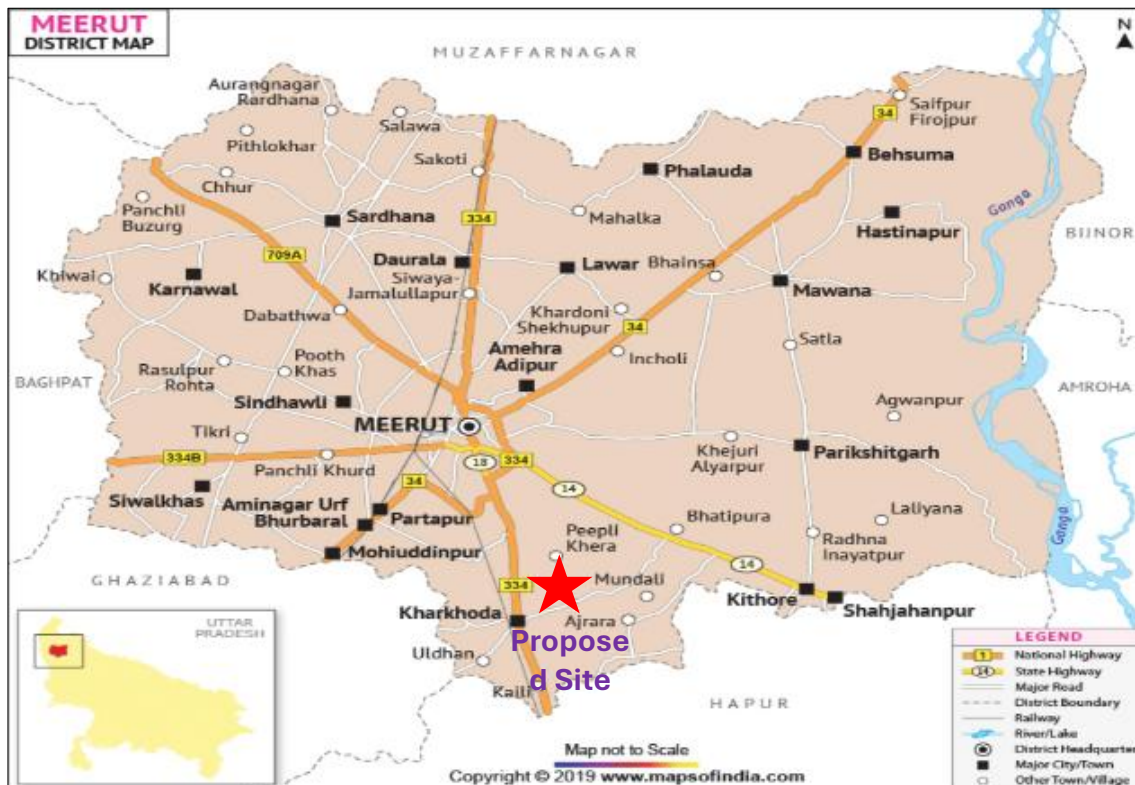 MEERUT
DISTRICT MAP
N
MUZAFFARNAGAR
Aurangnagar
Rardhana
Salawa
Pithlokhar
Sakoti
Chhur
Panchli
Buzurg
Sardhana
334
Phalauda
Mahalka
34
Saifpur
Firojpur
Behsuma
Hastinapur
Ganga
BIJNOR
709A
Daurala
Siwaya-
Jamalullapur
Lawar
Bhainsa
Mawana
Khiwai
Karnawal
Dabathwa
Khardoni
Shekhupur
34
Satla
Amehra
Adipur
Incholi
BAGHPAT
Rasulpur
Rohta
Pooth
Khas
Sindhawli
AMROHA
Agwanpur
MEERUT
Tikri
334B
Panchli Khurd
18
334
Khejuri
Alyarpur
Parikshitgarh
Siwalkhas
34
14
Aminagar Urf
Bhurbaral
Partapur
Mohiuddinpur
Peepli
Khera
Bhatipura
Laliyana
Radhna
Inayatpur
Ganga
GHAZIABAD
334
Mundali
14
Kithore
Shahjahanpur
Kharkhoda
Ajrara
Propose
d Site
Uldhan
Kaili
HAPUR
UTTAR
PRADESH
LEGEND
1 National Highway
24 State Highway
Major Road
District Boundary
Railway
River/Lake
District Headquarter
Major City/Town
Other Town/Village
Map not to Scale
Copyright © 2019 www.mapsofindia.com